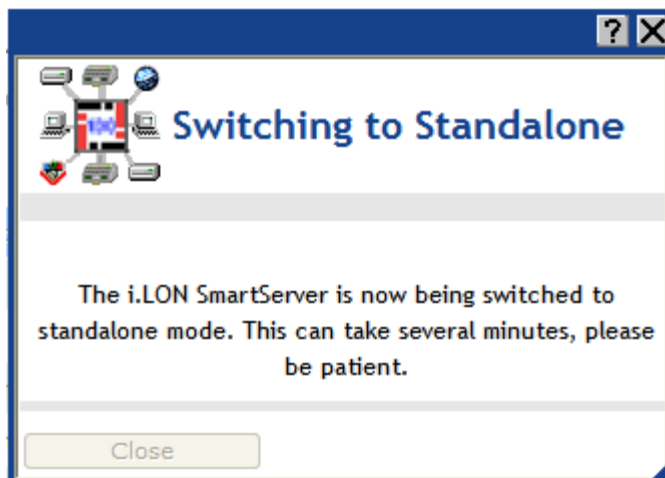 ? X
100
Switching to Standalone
The i.LON SmartServer is now being switched to
standalone mode. This can take several minutes, please
be patient.
Close